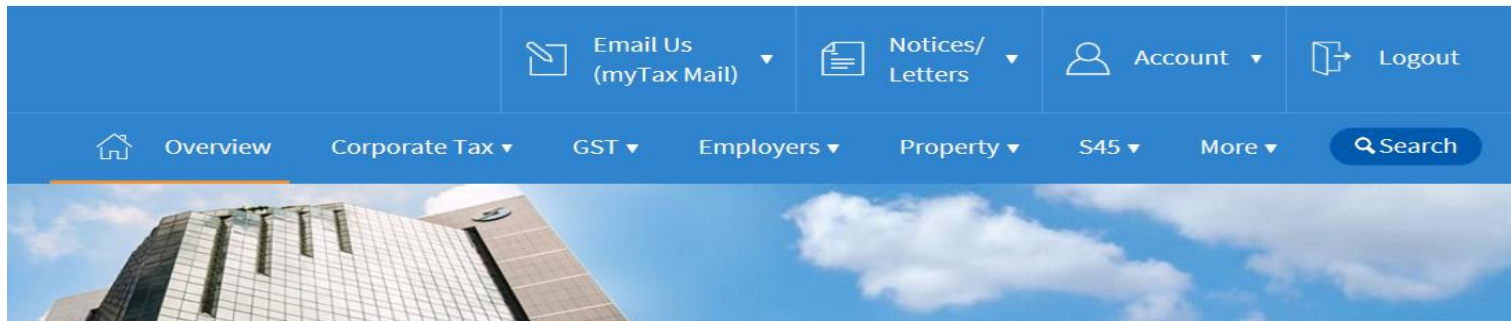 Email Us
(myTax Mail)
Notices/
Letters
Account
Logout
Overview
Corporate Tax
GST
Employers
Property
S45
More
Search